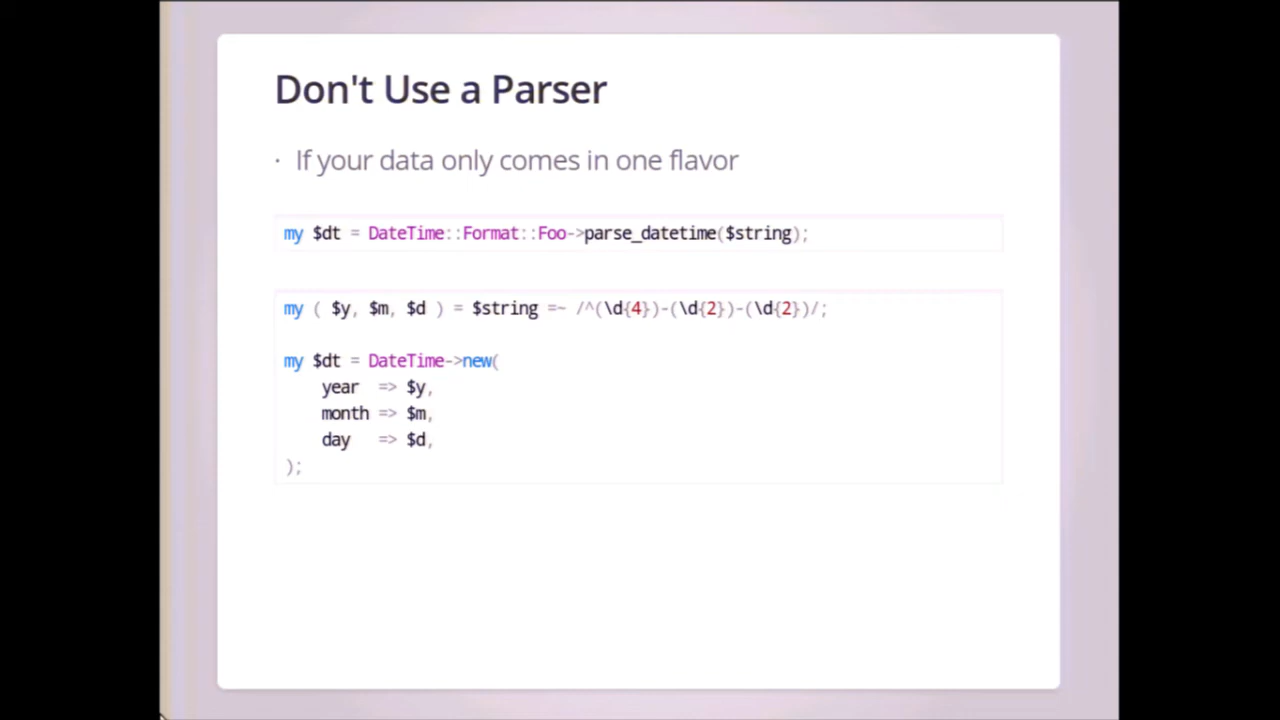 Don't Use a Parser
· If your data only comes in one flavor
my $dt = DateTime::Format::Foo->parse_datetime($string);
my ( $y, $m, $d ) = $string =~ /^(\d{4})-(\d{2})-(\d{2})/;
my $dt = DateTime->new(
    year  => $y,
    month => $m,
    day   => $d,
);